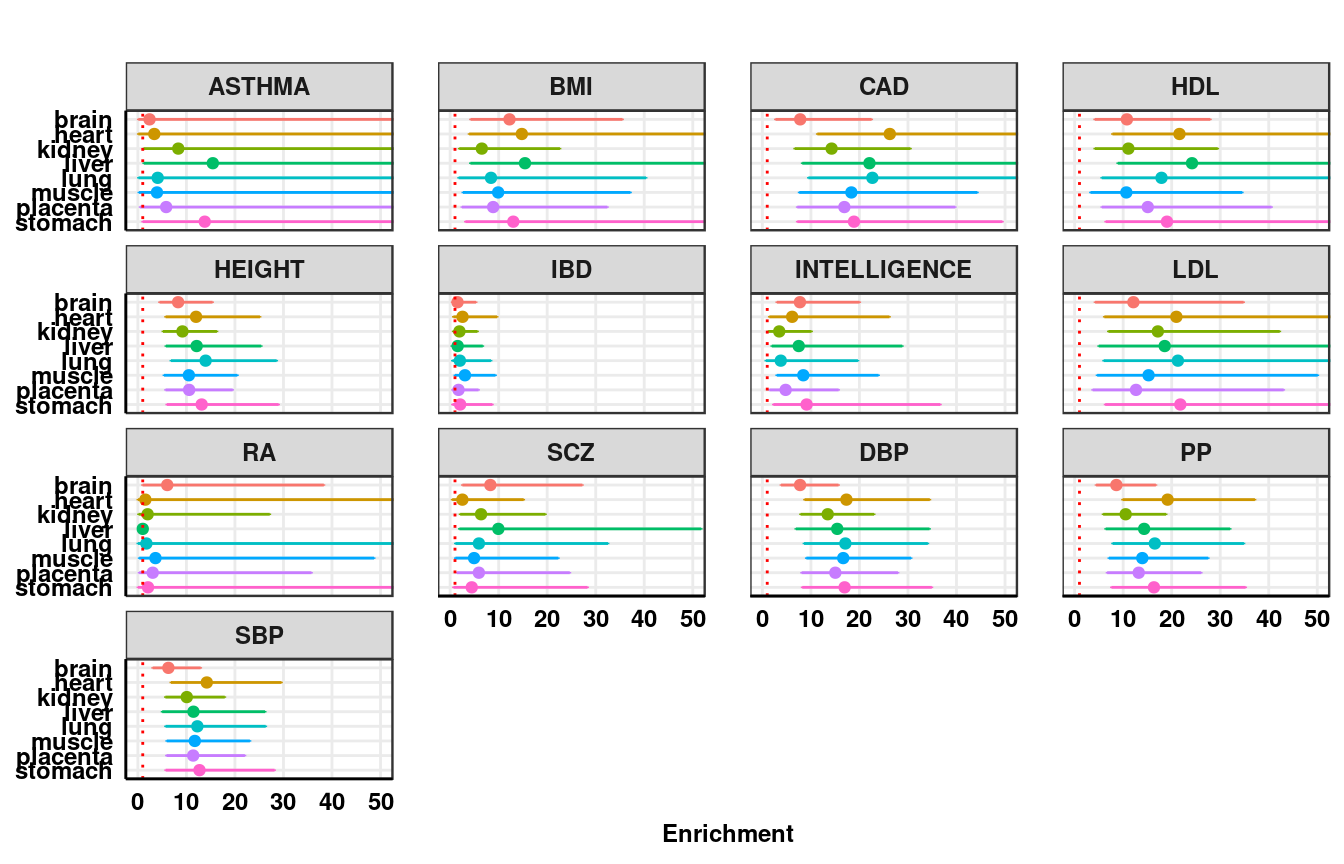 ASTHMA BMI CAD HDL
brain
heart
kidney
liver
lung
muscle
placenta
stomach
HEIGHT IBD INTELLIGENCE LDL
brain
heart
kidney
liver
lung
muscle
placenta
stomach
RA SCZ DBP PP
brain
heart
kidney
liver
lung
muscle
placenta
stomach
0 10 20 30 40 50 0 10 20 30 40 50 0 10 20 30 40 50
SBP
brain
heart
kidney
liver
lung
muscle
placenta
stomach
0 10 20 30 40 50
Enrichment